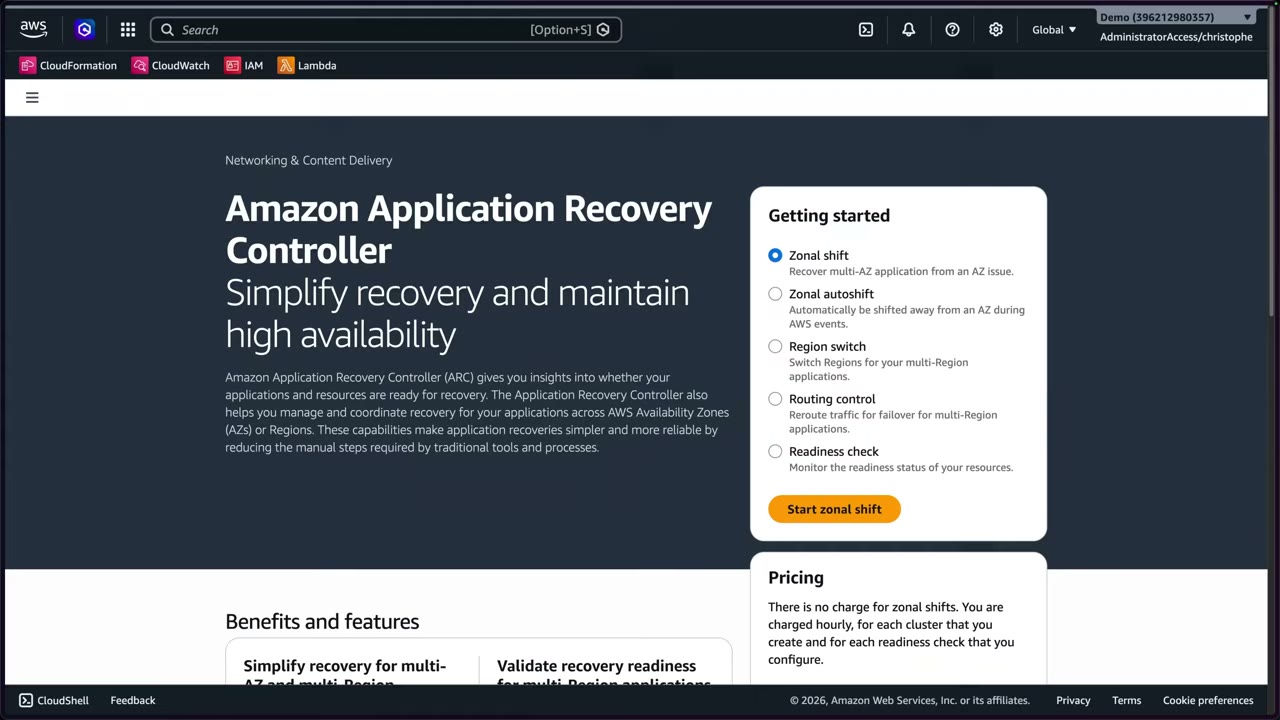 aws
Search [Option+S]
Global
Demo (396212980357)
AdministratorAccess/christophe
CloudFormation
CloudWatch
IAM
Lambda
Networking & Content Delivery
Amazon Application Recovery
Controller
Simplify recovery and maintain
high availability
Amazon Application Recovery Controller (ARC) gives you insights into whether your
applications and resources are ready for recovery. The Application Recovery Controller also
helps you manage and coordinate recovery for your applications across AWS Availability Zones
(AZs) or Regions. These capabilities make application recoveries simpler and more reliable by
reducing the manual steps required by traditional tools and processes.
Getting started
Zonal shift
Recover multi-AZ application from an AZ issue.
Zonal autoshift
Automatically be shifted away from an AZ during
AWS events.
Region switch
Switch Regions for your multi-Region
applications.
Routing control
Reroute traffic for failover for multi-Region
applications.
Readiness check
Monitor the readiness status of your resources.
Start zonal shift
Pricing
There is no charge for zonal shifts. You are
charged hourly, for each cluster that you
create and for each readiness check that you
configure.
Benefits and features
Simplify recovery for multi-
AZ and multi-Region
Validate recovery readiness
for multi-Region applications
CloudShell
Feedback
© 2026, Amazon Web Services, Inc. or its affiliates.
Privacy
Terms
Cookie preferences